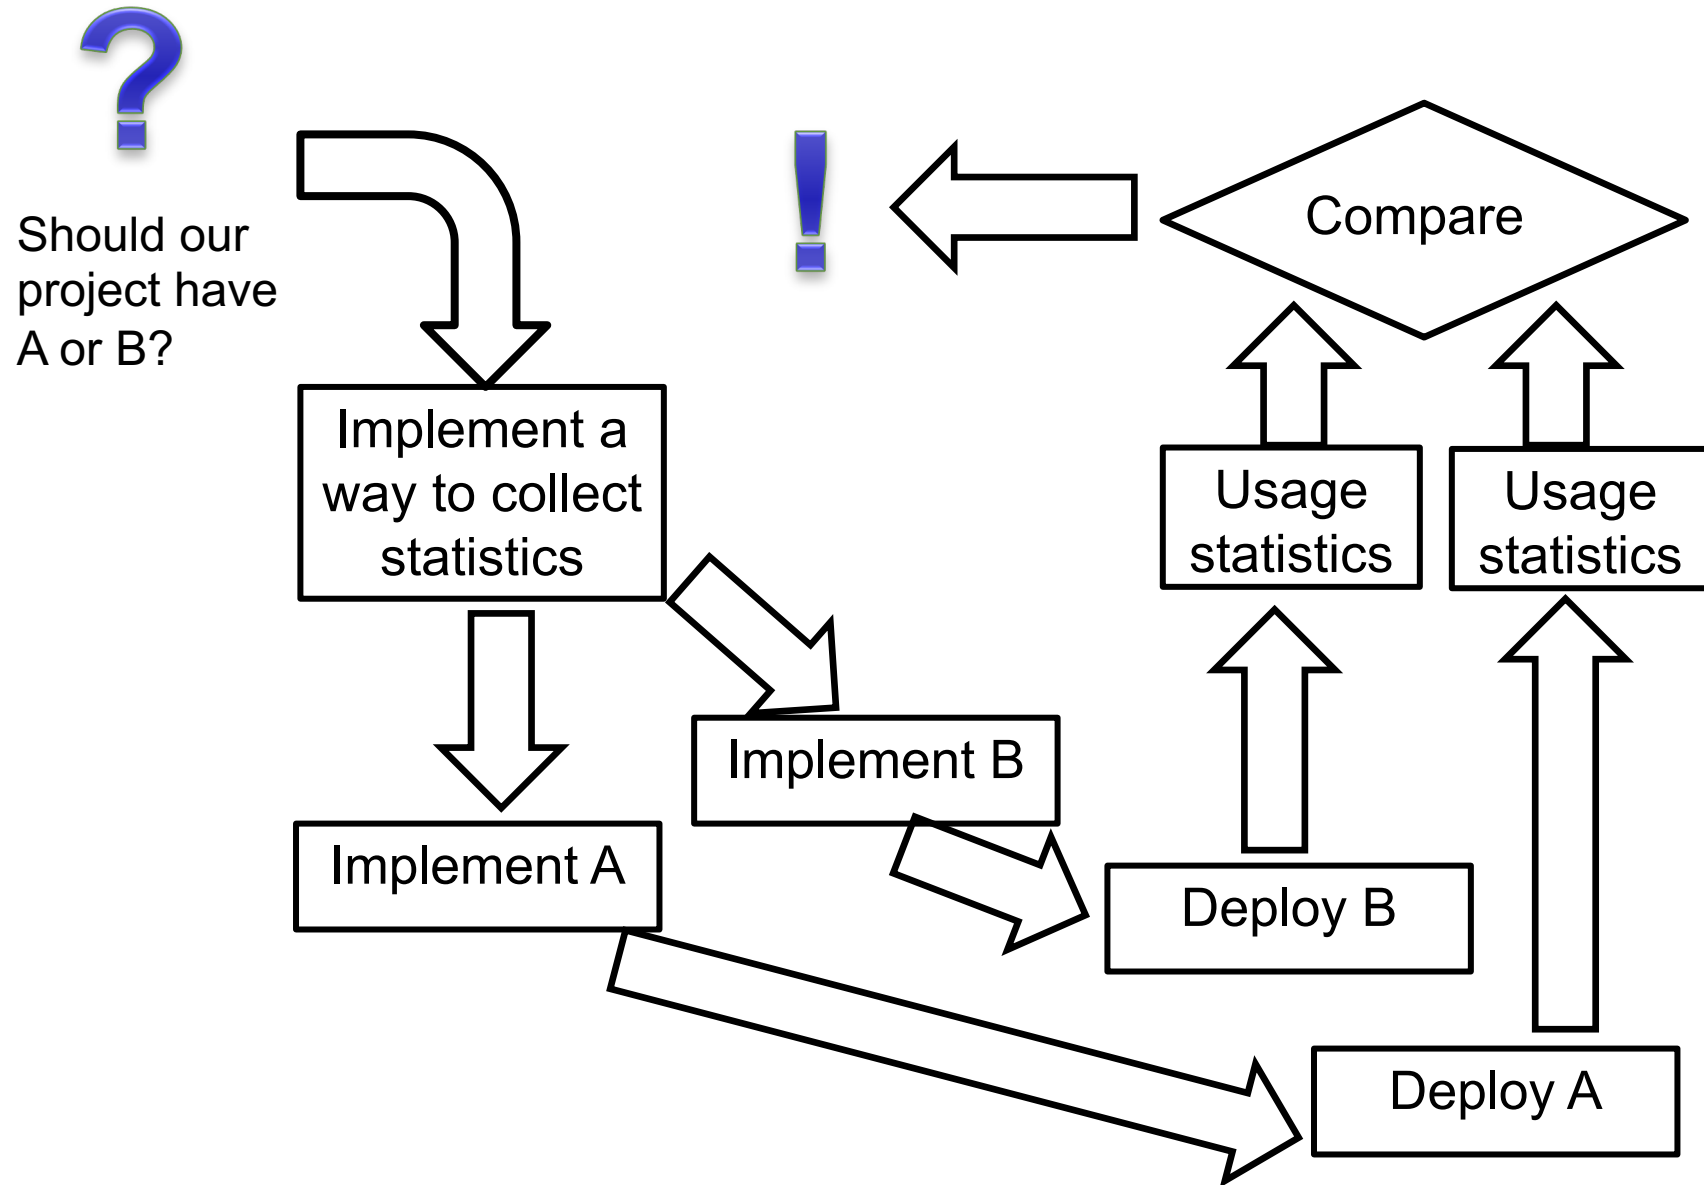 ?
Should our
project have
A or B?
Implement a
way to collect
statistics
Implement A
Implement B
Deploy B
Deploy A
Usage
statistics
Usage
statistics
Compare
!